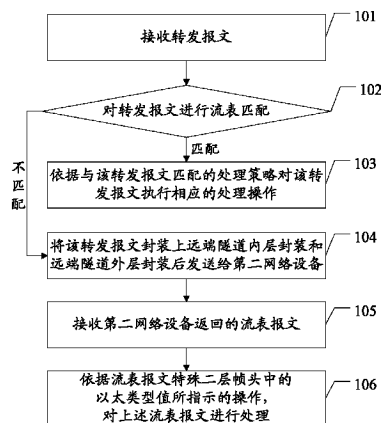 101
接收转发报文
102
对转发报文进行流表匹配
匹配
不匹配
103
依据与该转发报文匹配的处理策略对该转
发报文执行相应的处理操作
104
将该转发报文封装上远端隧道内层封装和
远端隧道外层封装后发送给第二网络设备
105
接收第二网络设备返回的流表报文
106
依据流表报文特殊二层帧头中的
以太类型值所指示的操作,
对上述流表报文进行处理